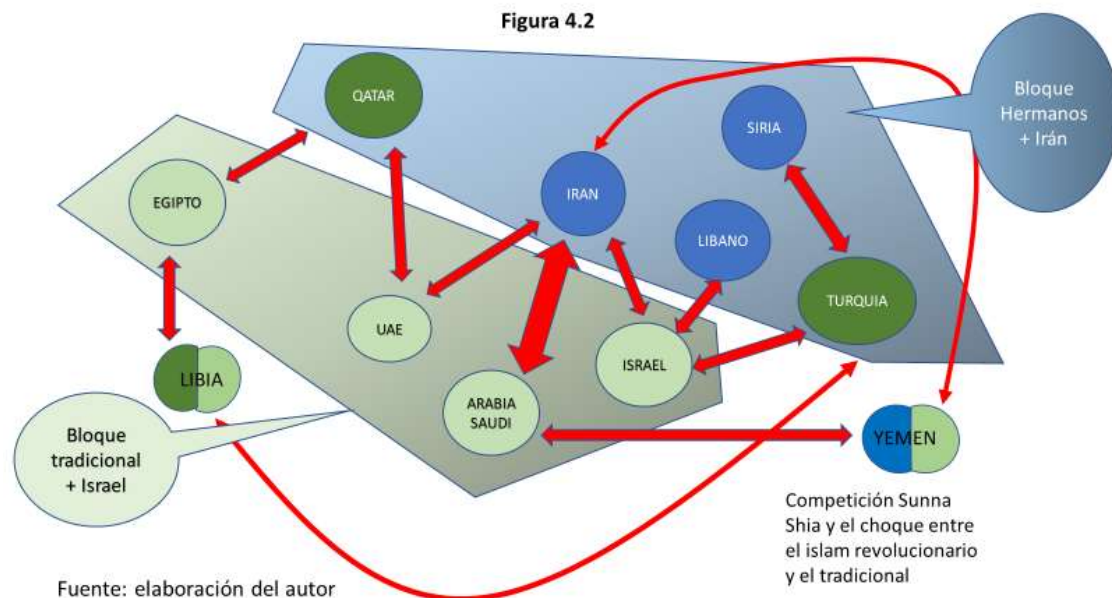 Figura 4.2
QATAR
SIRIA
Bloque
Hermanos
+ Irán
EGIPTO
IRAN
LIBANO
TURQUIA
UAE
ISRAEL
LIBIA
ARABIA
SAUDI
YEMEN
Bloque
tradicional
+ Israel
Competición Sunna
Shia y el choque entre
el islam revolucionario
y el tradicional
Fuente: elaboración del autor